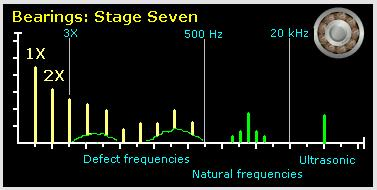 Bearings: Stage Seven
3X 500 Hz 20 kHz
1X
2X
Defect frequencies Ultrasonic
Natural frequencies